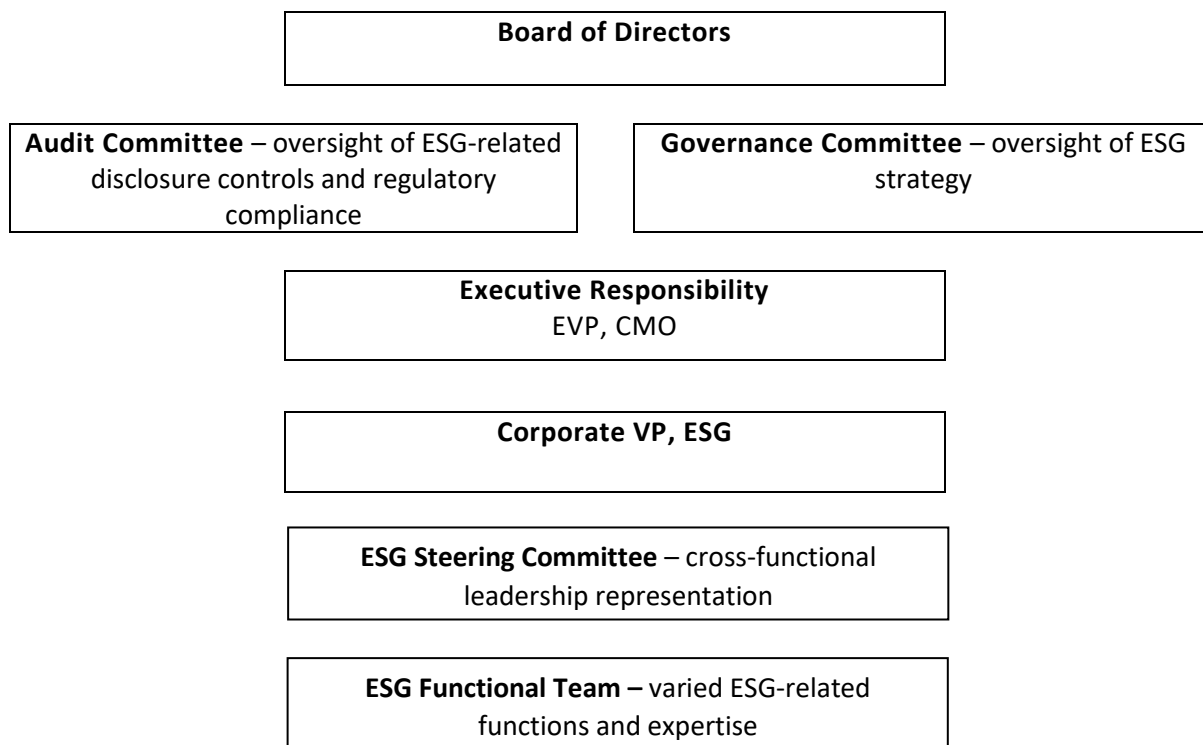 Board of Directors
Audit Committee – oversight of ESG-related
disclosure controls and regulatory
compliance
Governance Committee – oversight of ESG
strategy
Executive Responsibility
EVP, CMO
Corporate VP, ESG
ESG Steering Committee – cross-functional
leadership representation
ESG Functional Team – varied ESG-related
functions and expertise